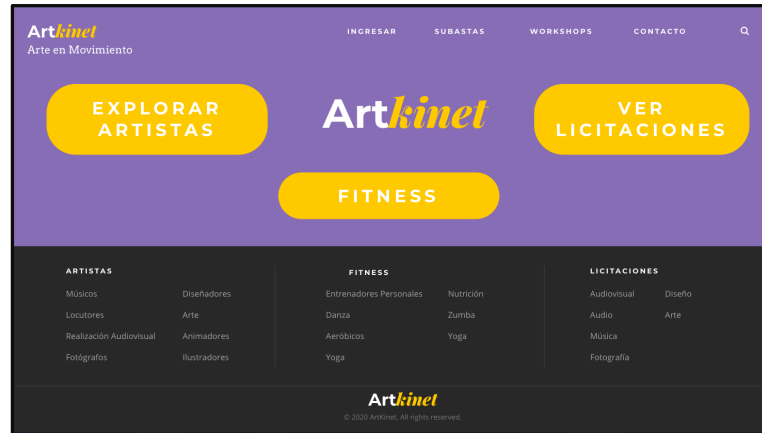 Artkinet
Arte en Movimiento
INGRESAR SUBASTAS WORKSHOPS CONTACTO
EXPLORAR
ARTISTAS
Artkinet
VER
LICITACIONES
FITNESS
ARTISTAS
Músicos Diseñadores
Locutores Arte
Realización Audiovisual Animadores
Fotógrafos Ilustradores
FITNESS
Entrenadores Personales Nutrición
Danza Zumba
Aeróbicos Yoga
Yoga
LICITACIONES
Audiovisual Diseño
Audio Arte
Música
Fotografía
Artkinet
© 2020 ArtKinet. All rights reserved.